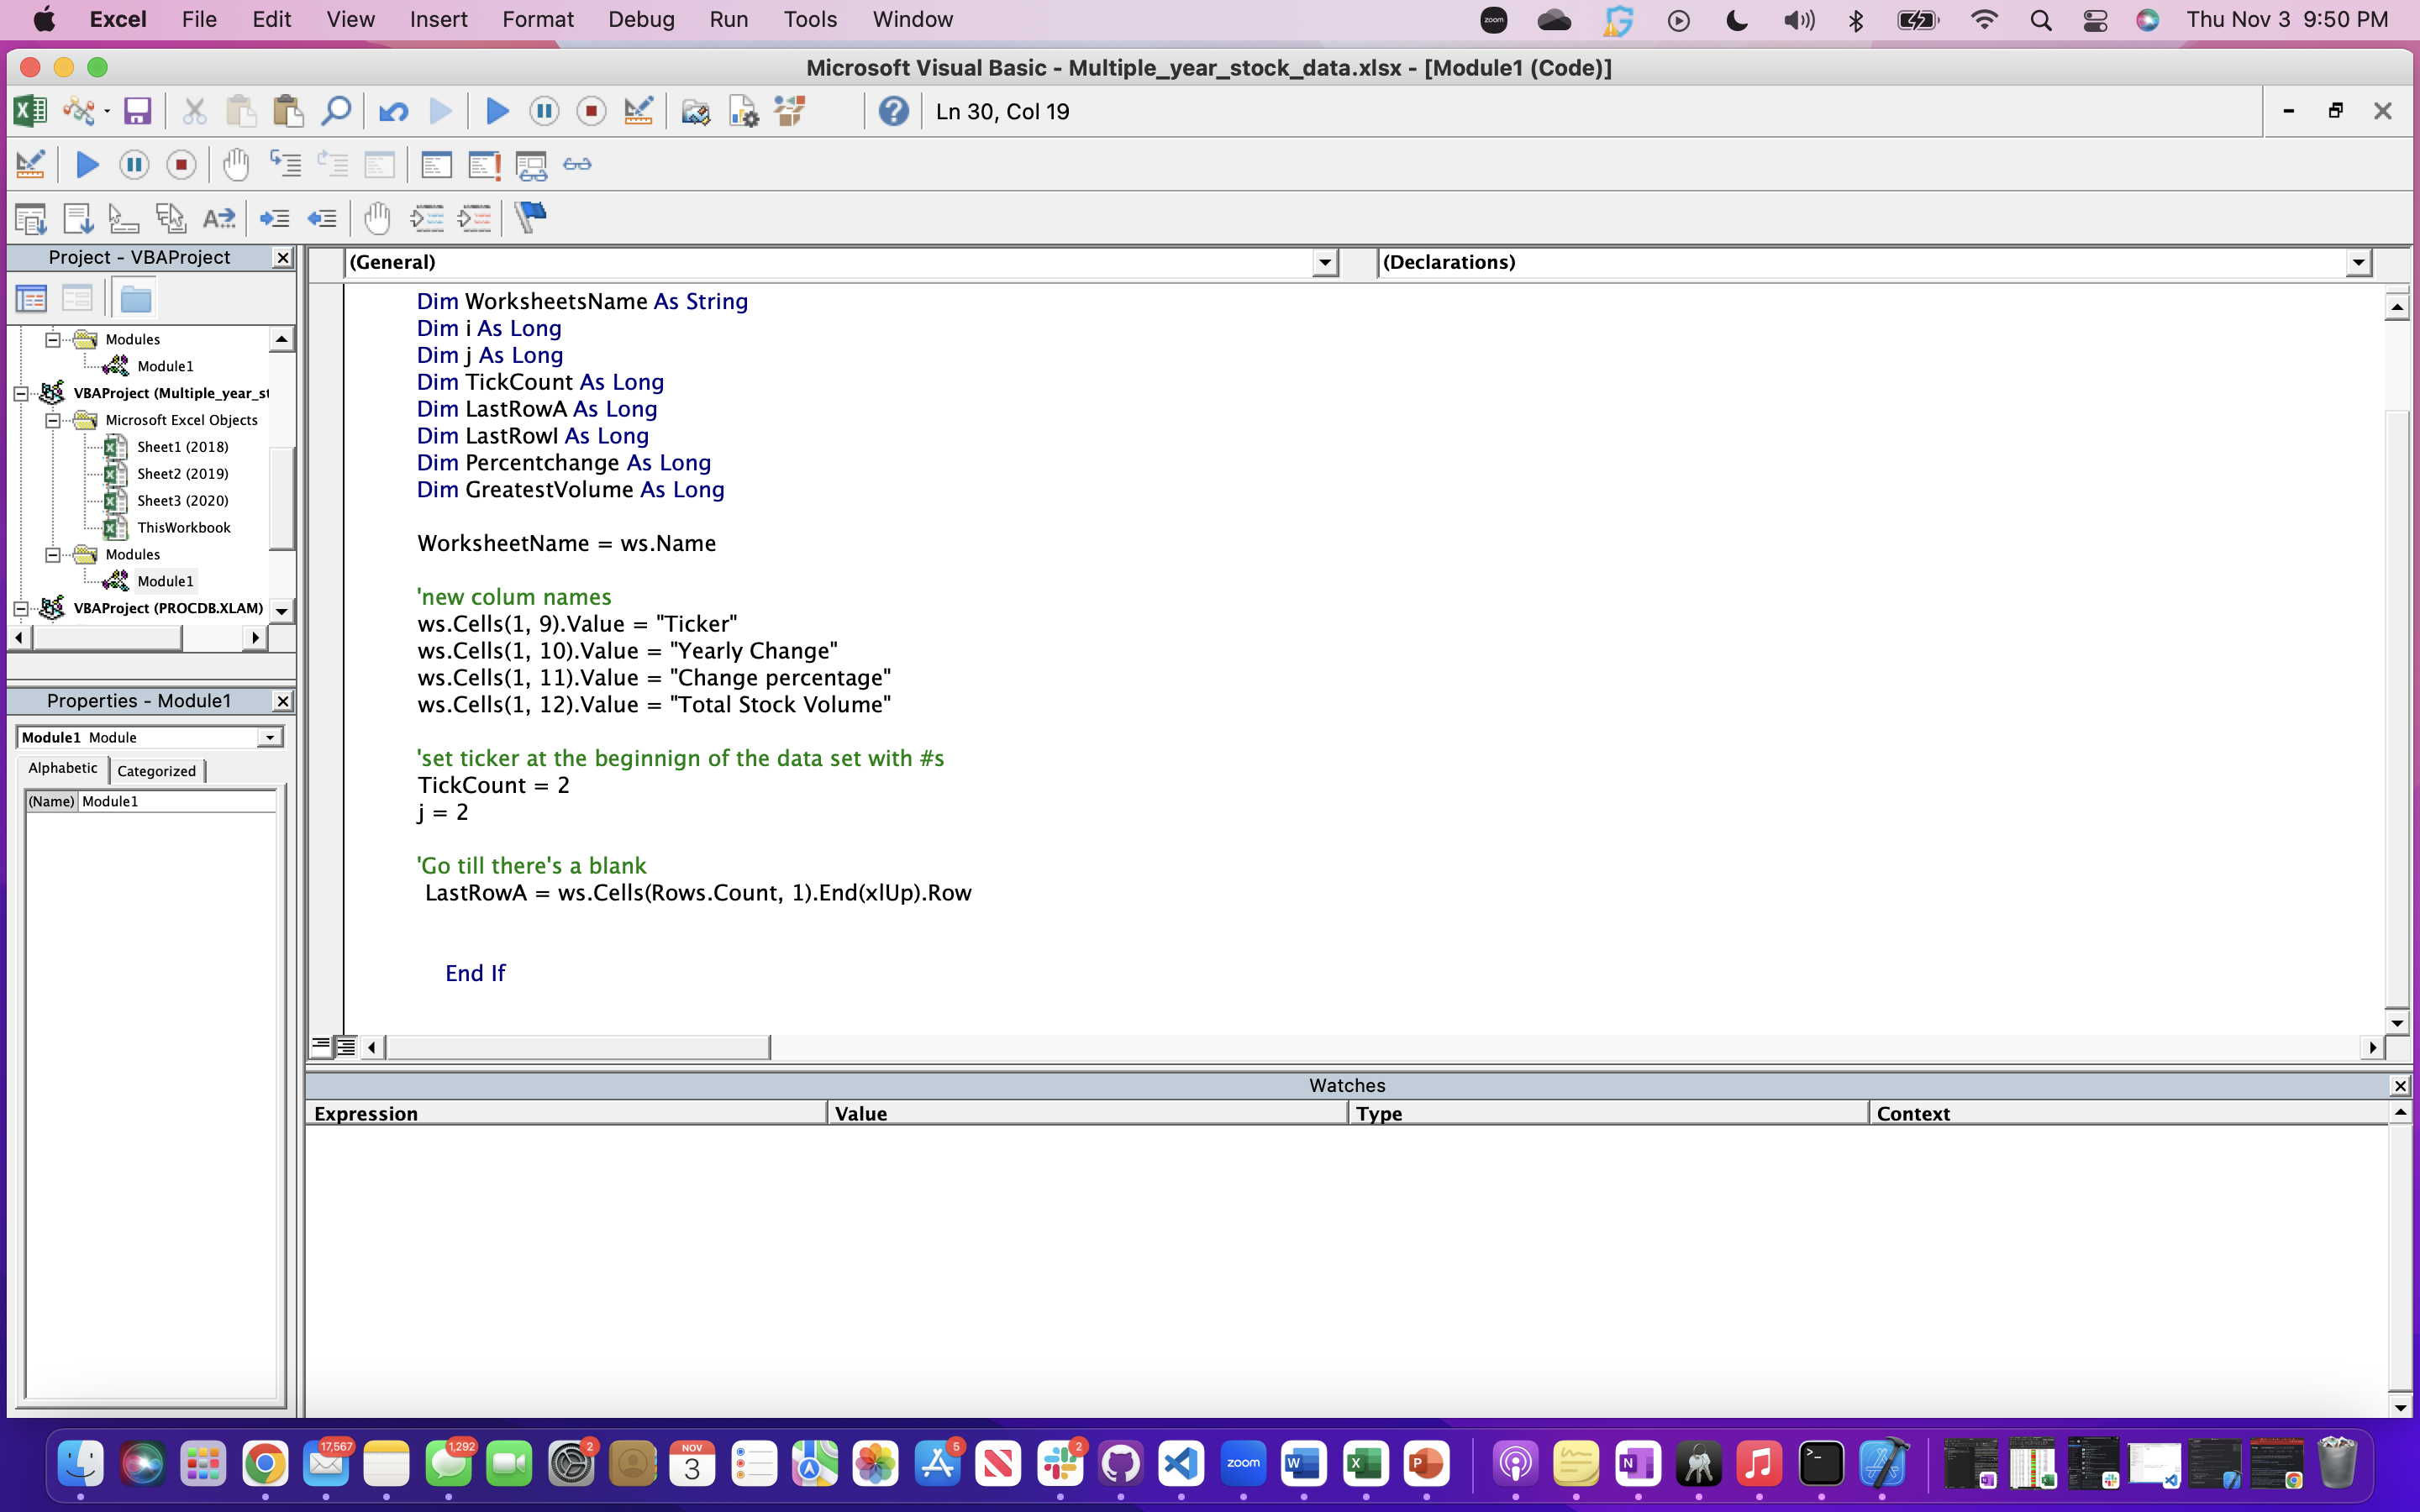 Excel File Edit View Insert Format Debug Run Tools Window zoom Thu Nov 3 9:50 PM
Microsoft Visual Basic - Multiple_year_stock_data.xlsx - [Module1 (Code)]
Ln 30, Col 19
Project - VBAProject
(General) (Declarations)
Modules
Module1
VBAProject (Multiple_year_st
Microsoft Excel Objects
Sheet1 (2018)
Sheet2 (2019)
Sheet3 (2020)
ThisWorkbook
Modules
Module1
VBAProject (PROCDB.XLAM)
Properties - Module1
Module1 Module
Alphabetic Categorized
(Name) Module1
Dim WorksheetsName As String
Dim i As Long
Dim j As Long
Dim TickCount As Long
Dim LastRowA As Long
Dim LastRowI As Long
Dim Percentchange As Long
Dim GreatestVolume As Long
WorksheetName = ws.Name
'new colum names
ws.Cells(1, 9).Value = "Ticker"
ws.Cells(1, 10).Value = "Yearly Change"
ws.Cells(1, 11).Value = "Change percentage"
ws.Cells(1, 12).Value = "Total Stock Volume"
'set ticker at the beginnign of the data set with #s
TickCount = 2
j = 2
'Go till there's a blank
LastRowA = ws.Cells(Rows.Count, 1).End(xlUp).Row
End If
Watches
Expression Value Type Context
17,567 1,292 2 NOV 3 5 2 zoom W X P N